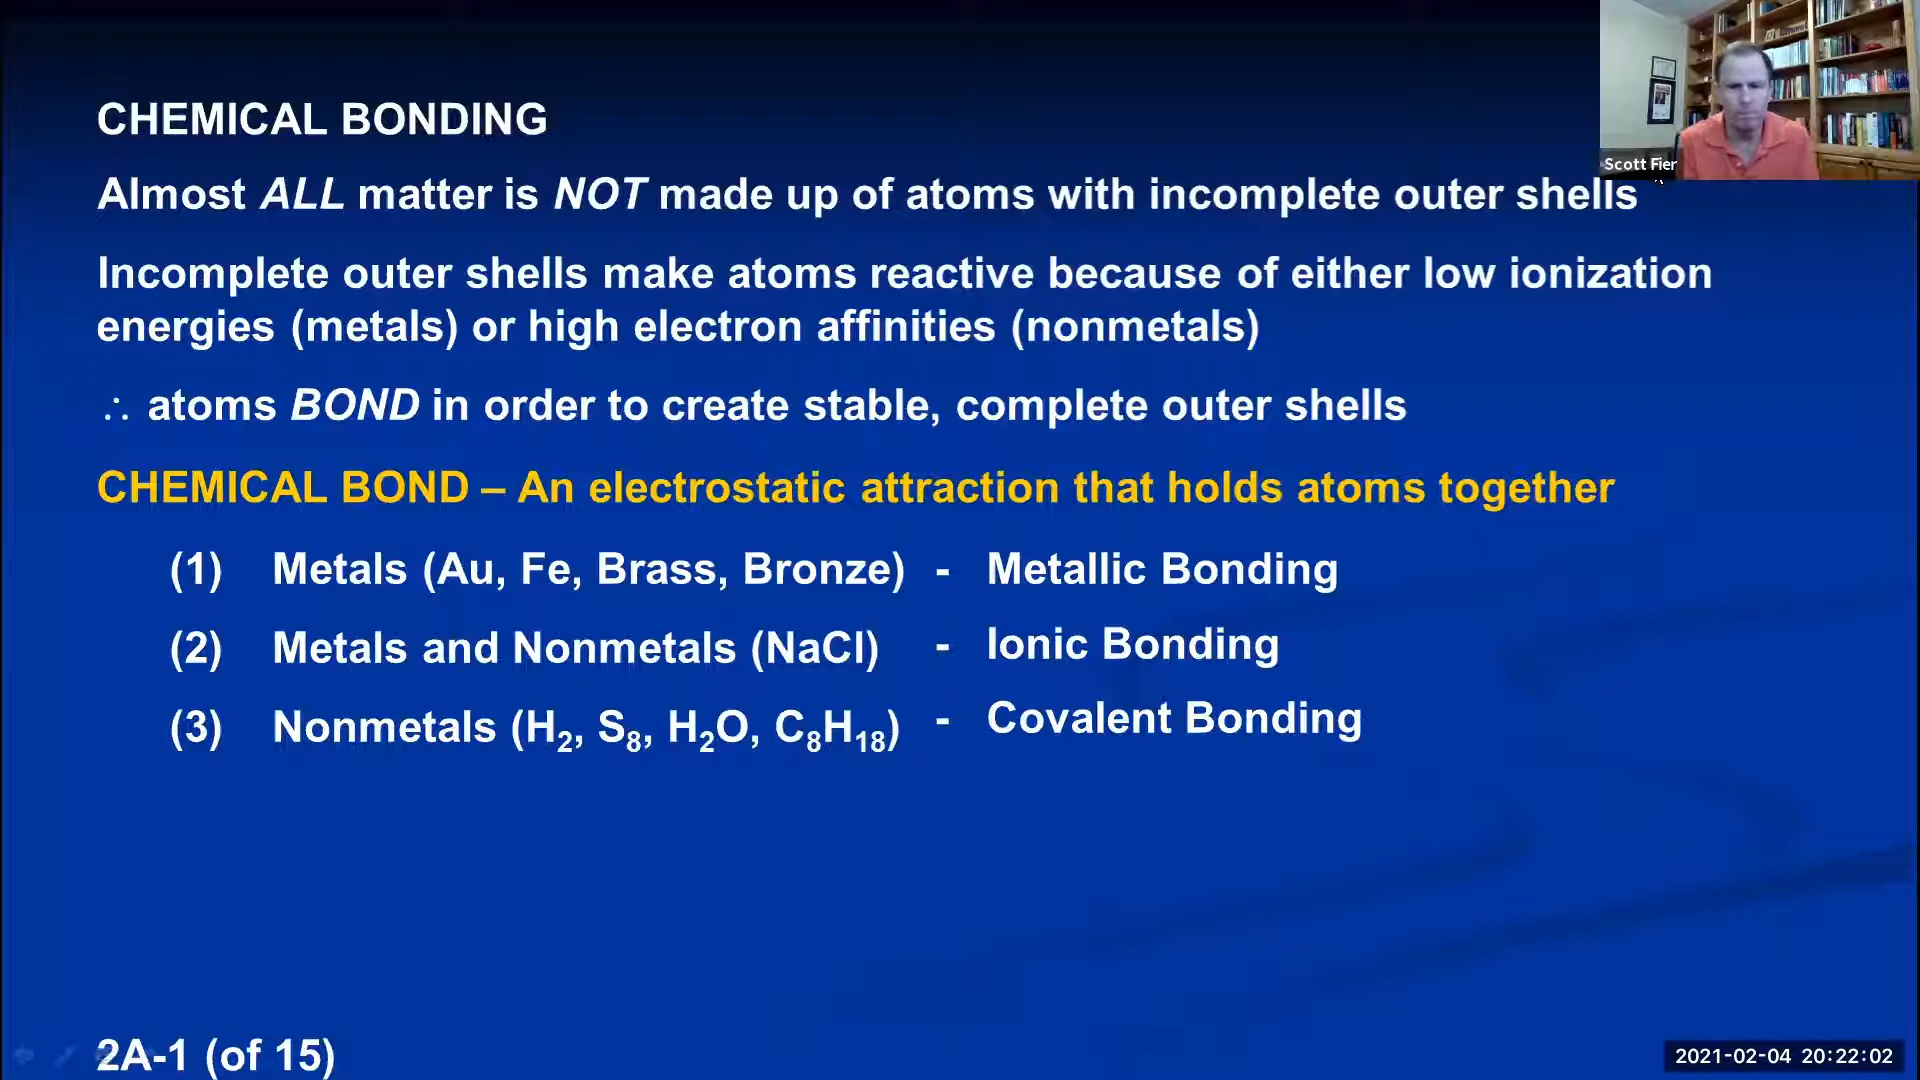 CHEMICAL BONDING
Scott Fier
Almost ALL matter is NOT made up of atoms with incomplete outer shells
Incomplete outer shells make atoms reactive because of either low ionization
energies (metals) or high electron affinities (nonmetals)
∴ atoms BOND in order to create stable, complete outer shells
CHEMICAL BOND – An electrostatic attraction that holds atoms together
(1) Metals (Au, Fe, Brass, Bronze) - Metallic Bonding
(2) Metals and Nonmetals (NaCl) - Ionic Bonding
(3) Nonmetals (H₂, S₈, H₂O, C₈H₁₈) - Covalent Bonding
2A-1 (of 15)
2021-02-04 20:22:02